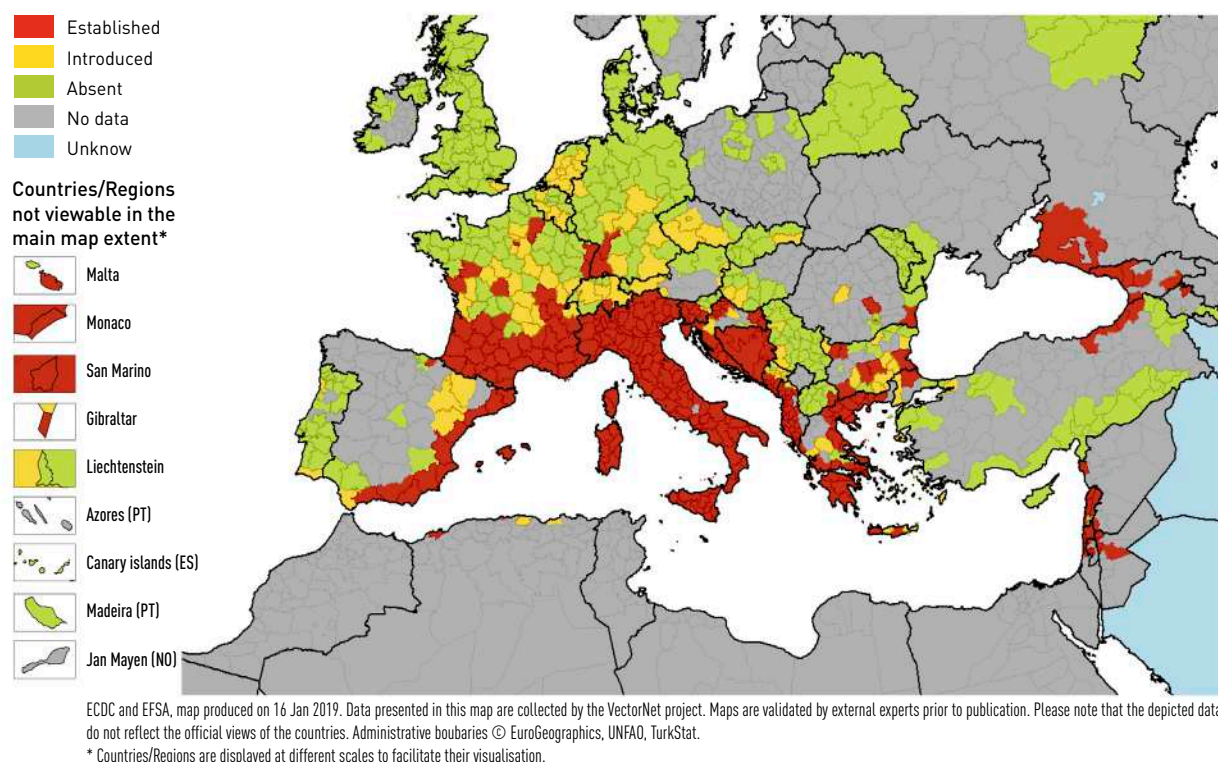 Established
Introduced
Absent
No data
Unknow
Countries/Regions
not viewable in the
main map extent*
Malta
Monaco
San Marino
Gibraltar
Liechtenstein
Azores (PT)
Canary islands (ES)
Madeira (PT)
Jan Mayen (NO)
ECDC and EFSA, map produced on 16 Jan 2019. Data presented in this map are collected by the VectorNet project. Maps are validated by external experts prior to publication. Please note that the depicted data
do not reflect the official views of the countries. Administrative boubaries © EuroGeographics, UNFAO, TurkStat.
* Countries/Regions are displayed at different scales to facilitate their visualisation.